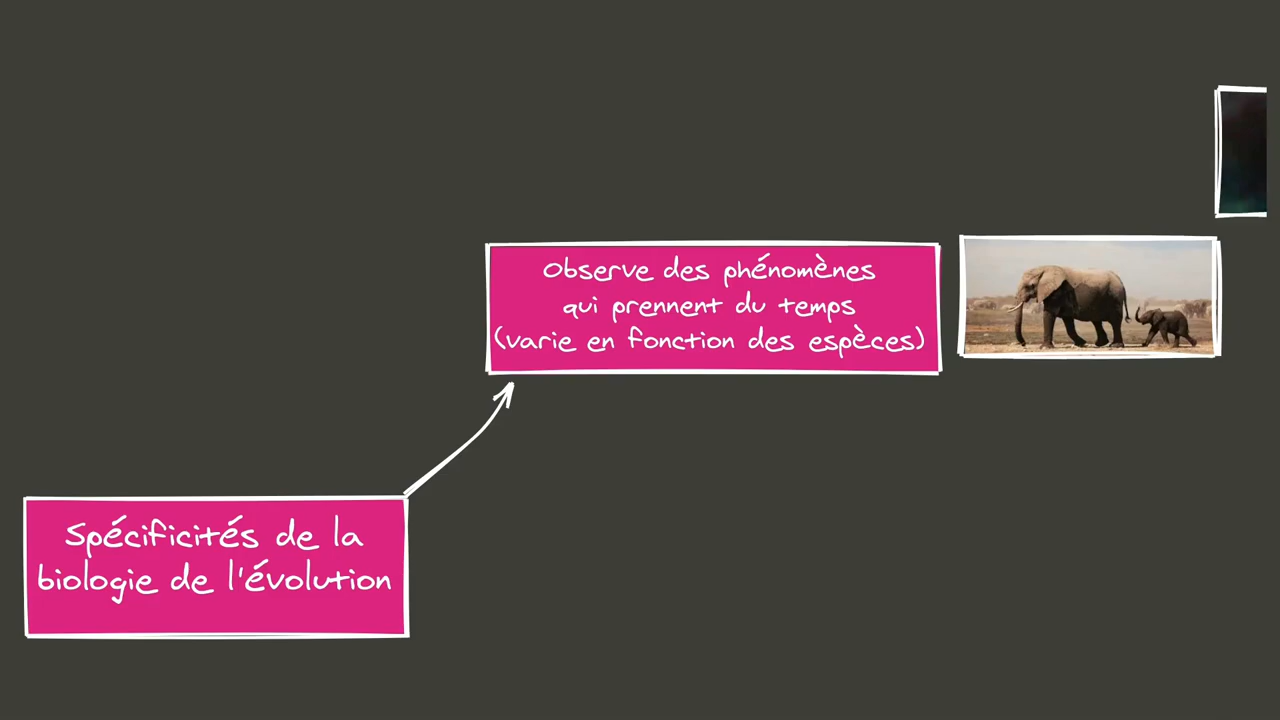 Observe des phénomènes
qui prennent du temps
(varie en fonction des espèces)
Spécificités de la
biologie de l'évolution